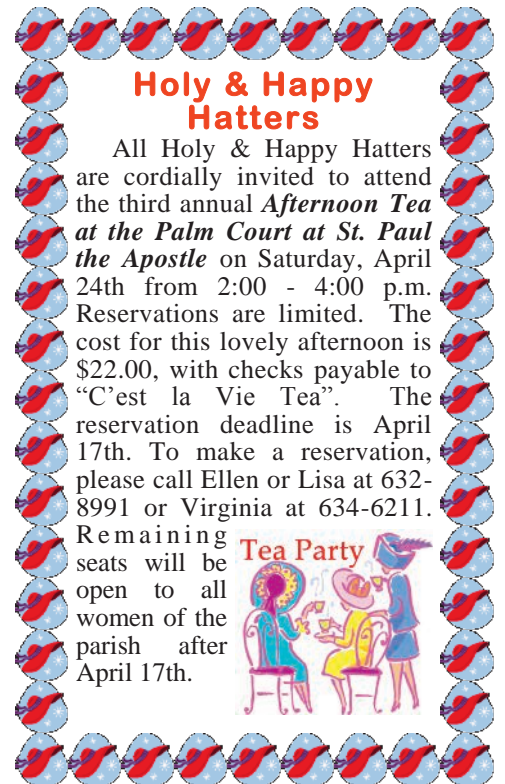 Holy & Happy
Hatters
All Holy & Happy Hatters
are cordially invited to attend
the third annual Afternoon Tea
at the Palm Court at St. Paul
the Apostle on Saturday, April
24th from 2:00 - 4:00 p.m.
Reservations are limited. The
cost for this lovely afternoon is
$22.00, with checks payable to
“C’est la Vie Tea”. The
reservation deadline is April
17th. To make a reservation,
please call Ellen or Lisa at 632-
8991 or Virginia at 634-6211.
Remaining
seats will be
open to all
women of the
parish after
April 17th.
Tea Party